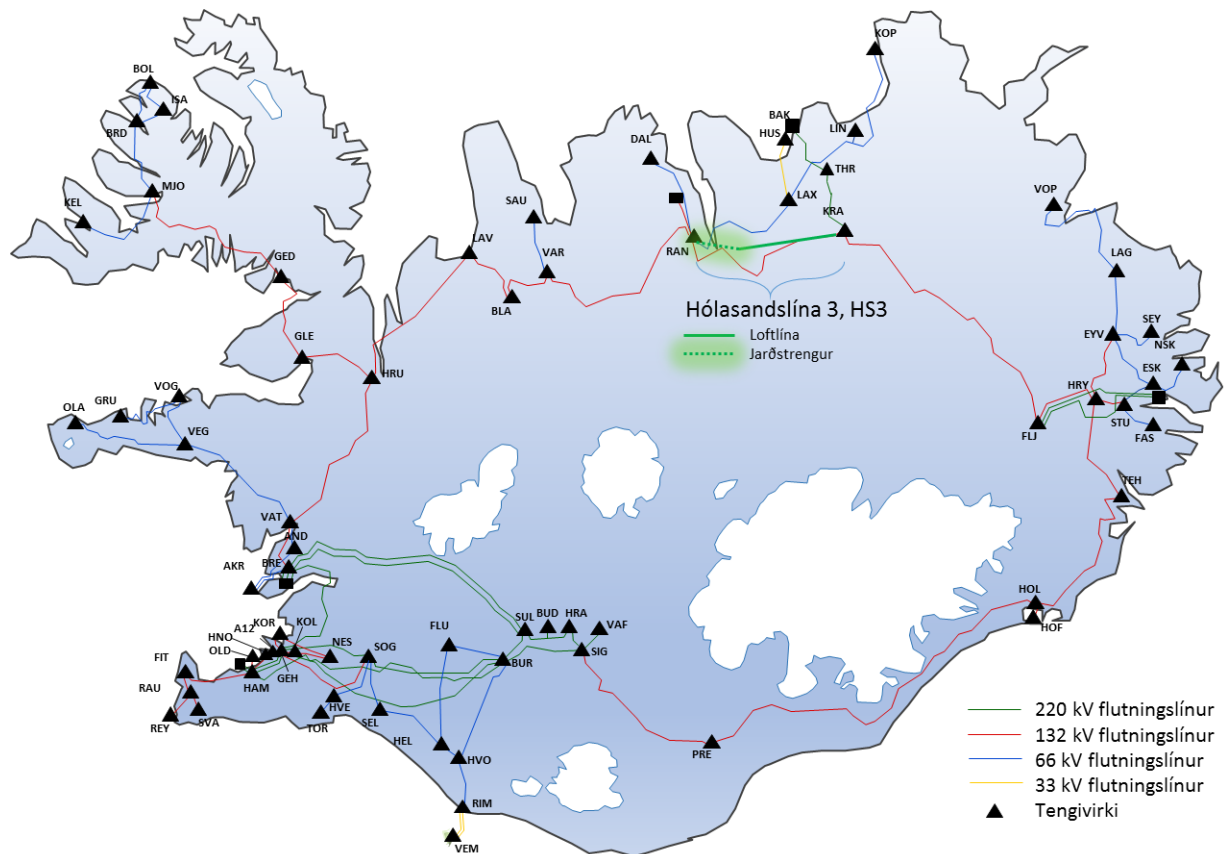 KOP
BOL
ISA
BRD
BAK
HUS
LIN
DAL
THR
MJO
KEL
LAX
VOP
SAU
KRA
RAN
LAV
VAR
GED
LAG
BLA
Hólasandslína 3, HS3
Loftlína
Jarðstrengur
SEY
EYV
NSK
GLE
HRU
ESK
VOG
GRU
OLA
HRY
STU
FAS
FLJ
VEG
TEH
VAT
AND
BRE
AKR
HOL
HOF
SUL
BUD
HRA
VAF
FLU
KOR
KOL
A12
HNO
OLD
NES
SOG
SIG
BUR
FIT
GEH
HAM
RAU
REY
SVA
HVE
TOR
SEL
HEL
HVO
PRE
RIM
VEM
220 kV flutningslínur
132 kV flutningslínur
66 kV flutningslínur
33 kV flutningslínur
Tengivirki